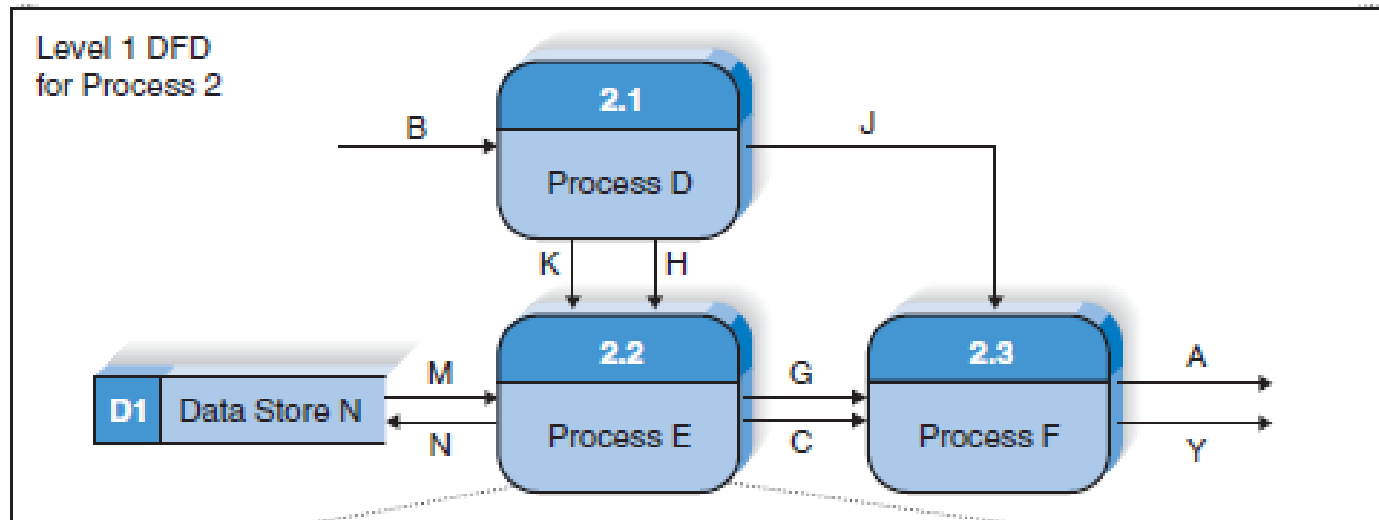 Level 1 DFD
for Process 2
2.1
Process D
B
J
K
H
2.2
Process E
2.3
Process F
D1
Data Store N
M
N
G
C
A
Y